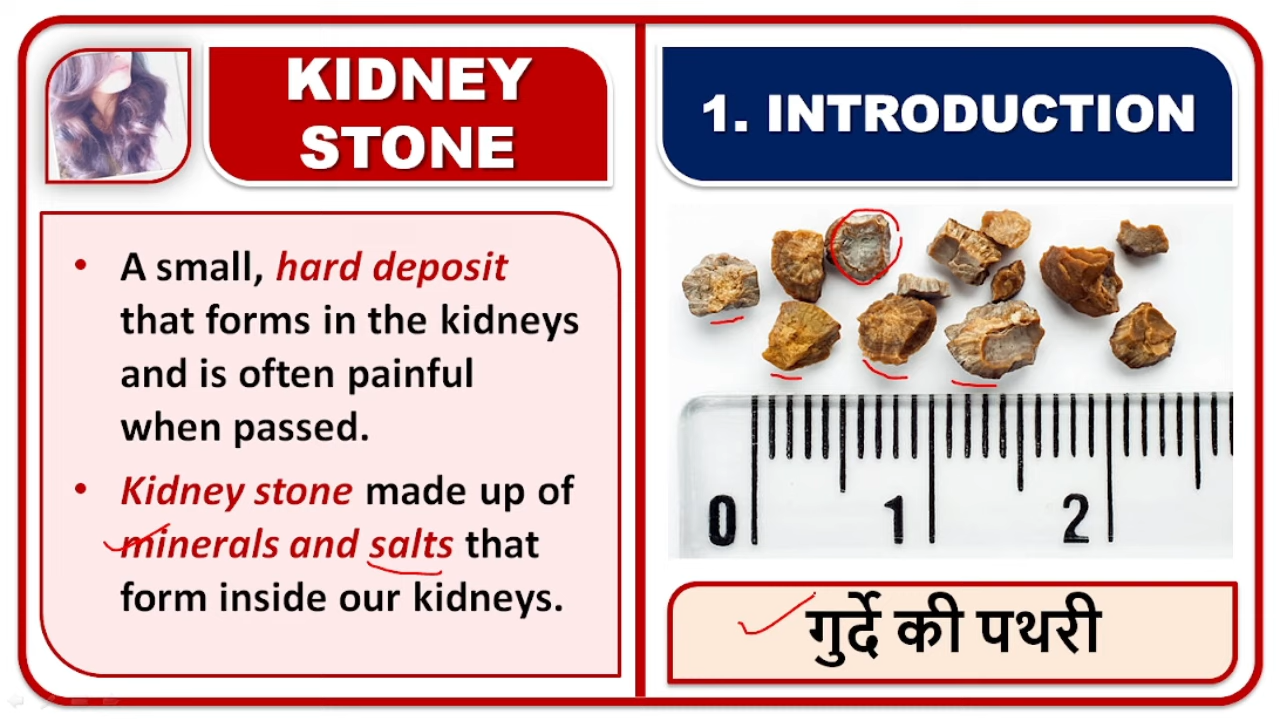 KIDNEY
STONE
1. INTRODUCTION
• A small, hard deposit
that forms in the kidneys
and is often painful
when passed.
• Kidney stone made up of
minerals and salts that
form inside our kidneys.
0 1 2
गुर्दे की पथरी